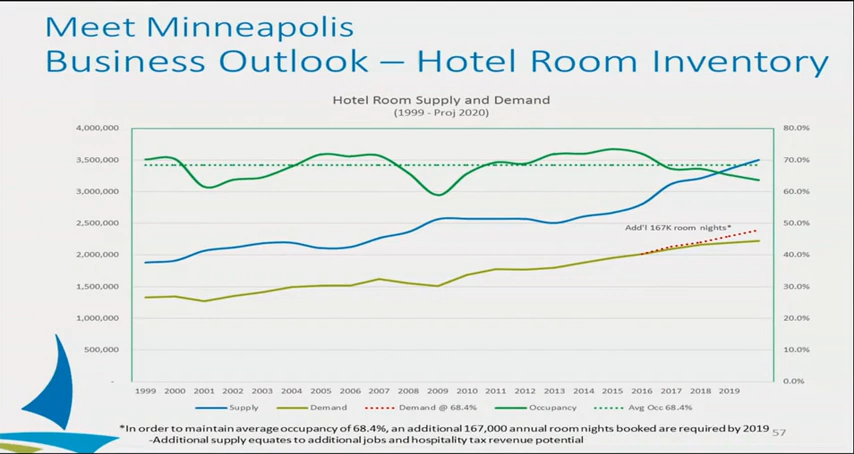 Meet Minneapolis
Business Outlook – Hotel Room Inventory
Hotel Room Supply and Demand
(1999 - Proj 2020)
4,000,000
3,500,000
3,000,000
2,500,000
2,000,000
1,500,000
1,000,000
500,000
-
80.0%
70.0%
60.0%
50.0%
40.0%
30.0%
20.0%
10.0%
0.0%
Add'l 167K room nights*
1999 2000 2001 2002 2003 2004 2005 2006 2007 2008 2009 2010 2011 2012 2013 2014 2015 2016 2017 2018 2019
Supply Demand Demand @ 68.4% Occupancy Avg Occ 68.4%
*In order to maintain average occupancy of 68.4%, an additional 167,000 annual room nights booked are required by 2019
-Additional supply equates to additional jobs and hospitality tax revenue potential
57